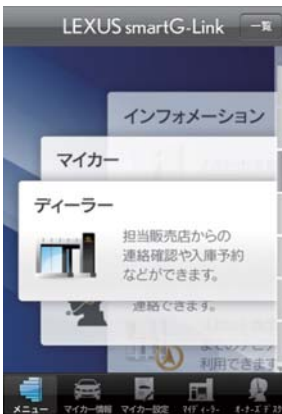 LEXUS smartG-Link
一覧
インフォメーション
マイカー
ディーラー
担当販売店からの
連絡確認や入庫予約
などができます。
連絡できます。
利用できます
メニュー
マイカー情報
マイカー設定
マイディーラー